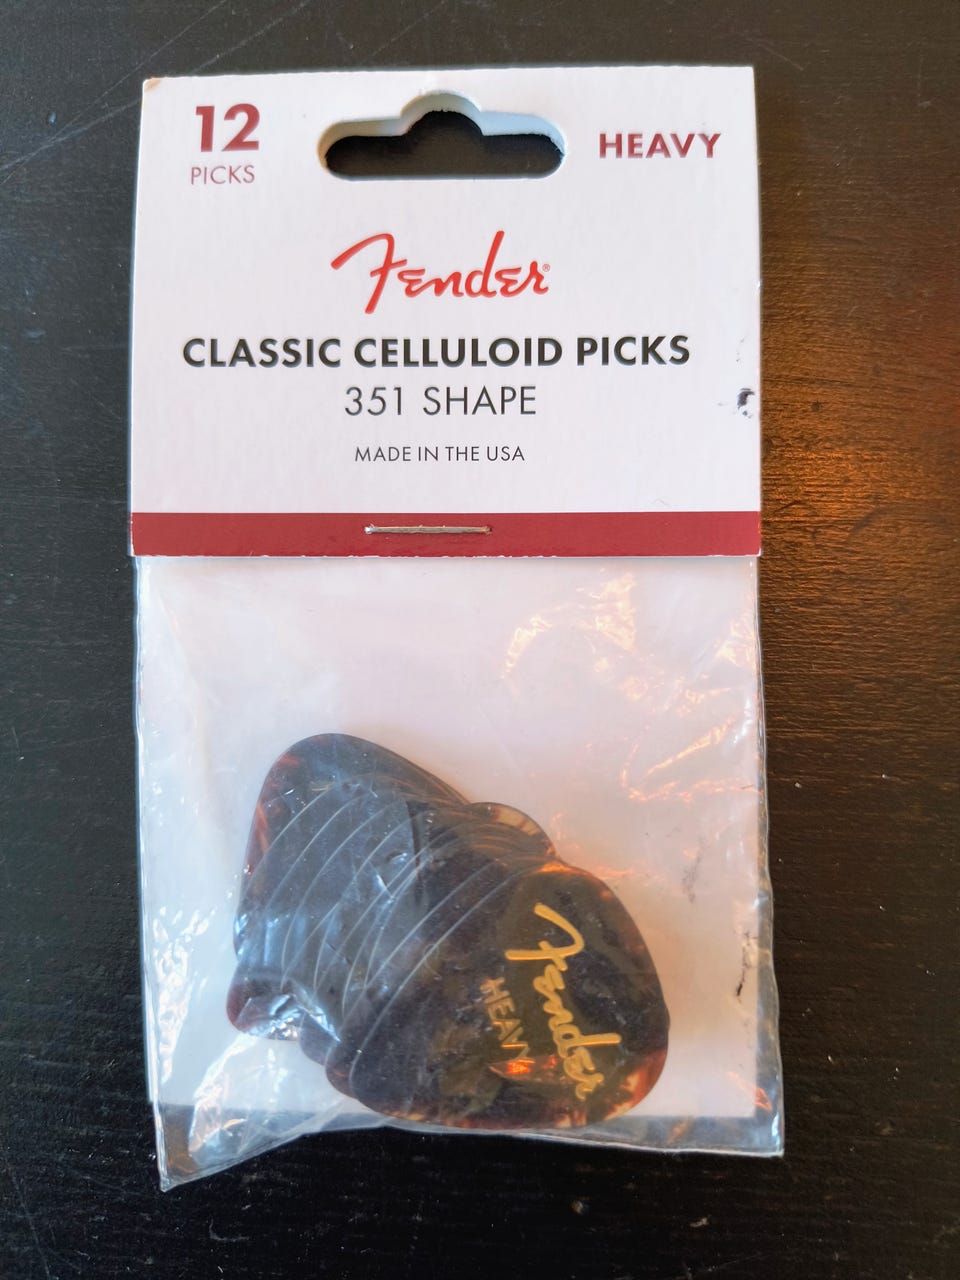 12
PICKS
HEAVY
Fender®
CLASSIC CELLULOID PICKS
351 SHAPE
MADE IN THE USA
Fender
HEAVY